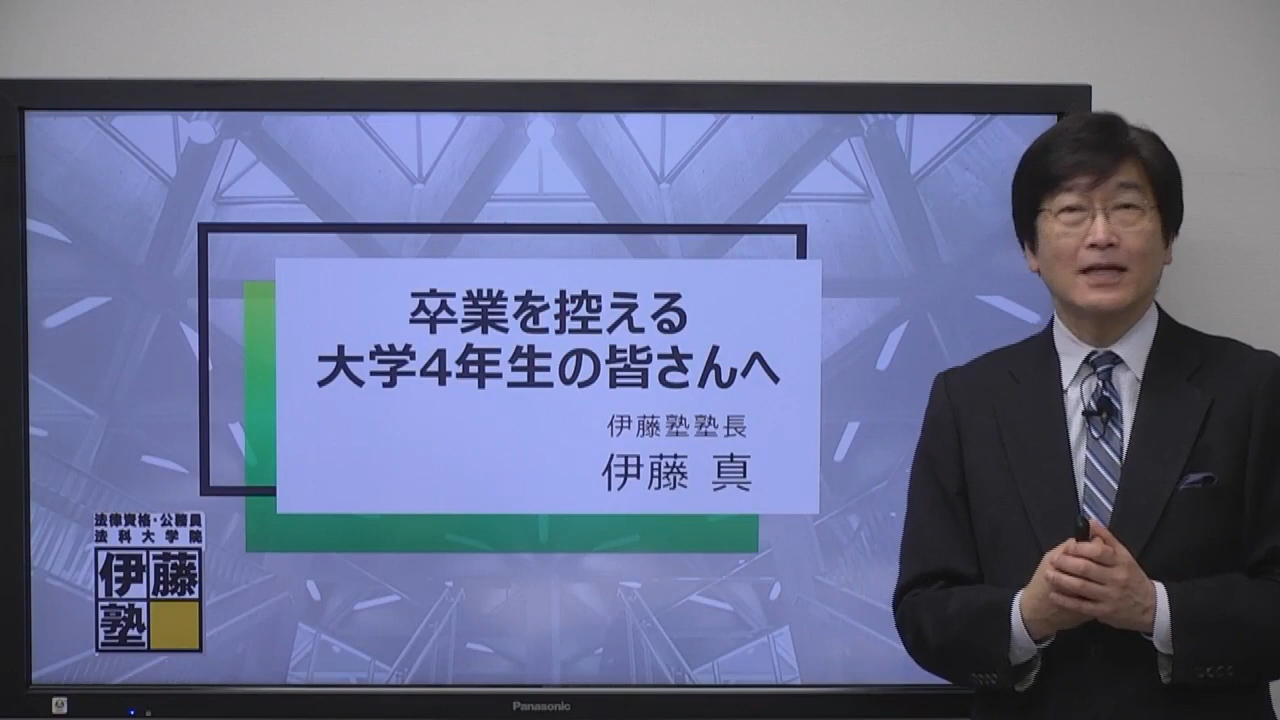 卒業を控える
大学4年生の皆さんへ
伊藤塾塾長
伊藤 真
法律資格・公務員
法科大学院
伊藤
塾
Panasonic